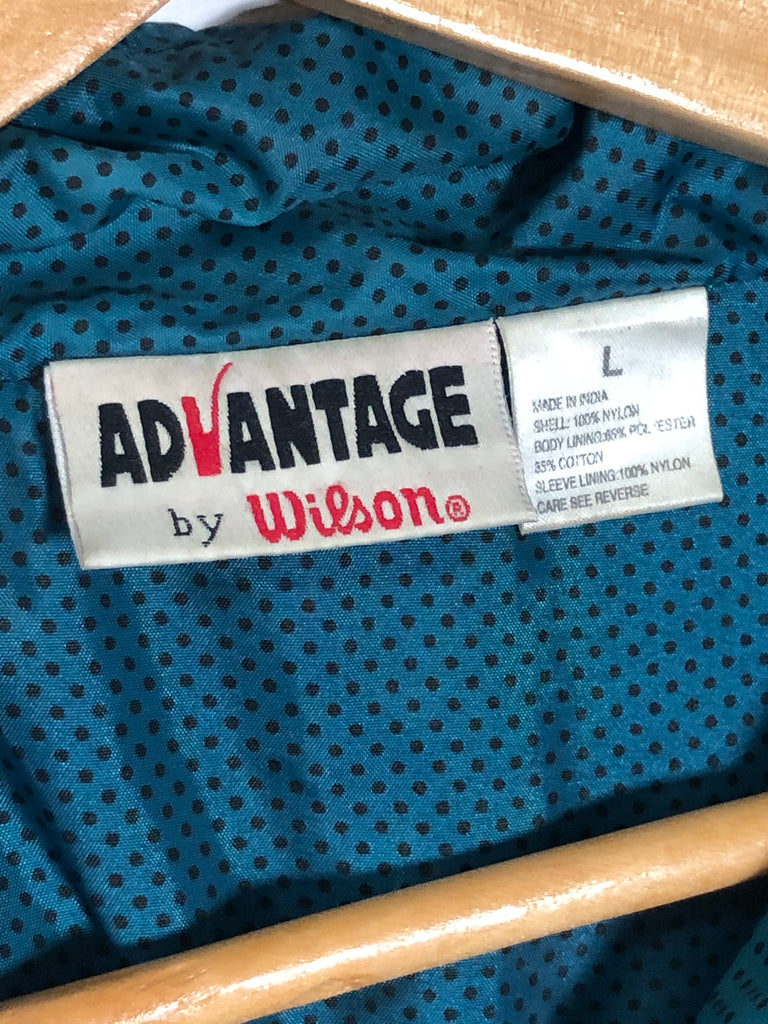 ADVANTAGE
by Wilson®
L
MADE IN INDIA
SHELL: 100% NYLON
BODY LINING:65% POLYESTER
35% COTTON
SLEEVE LINING:100% NYLON
CARE SEE REVERSE